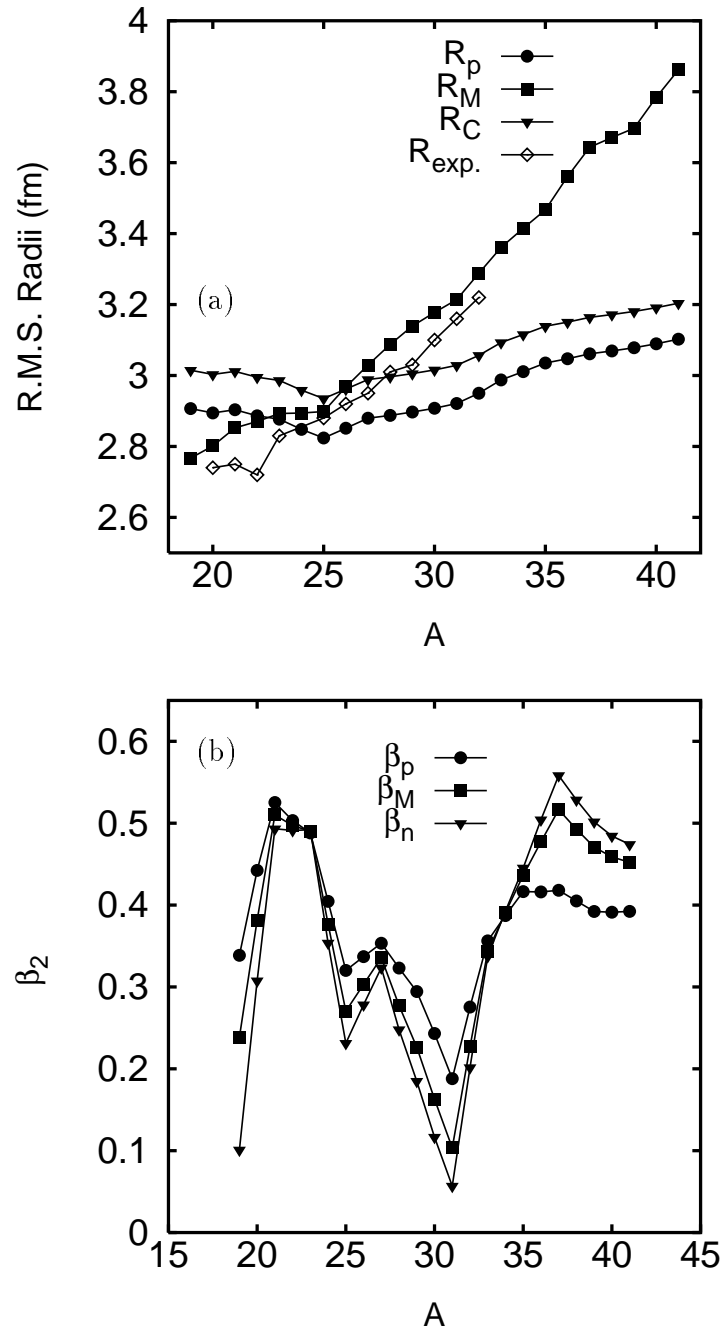 4
3.8
3.6
3.4
3.2
3
2.8
2.6
R.M.S. Radii (fm)
(a)
R_p
R_M
R_C
R_exp.
20 25 30 35 40
A
0.6
0.5
0.4
0.3
0.2
0.1
0
β_2
(b)
β_p
β_M
β_n
15 20 25 30 35 40 45
A